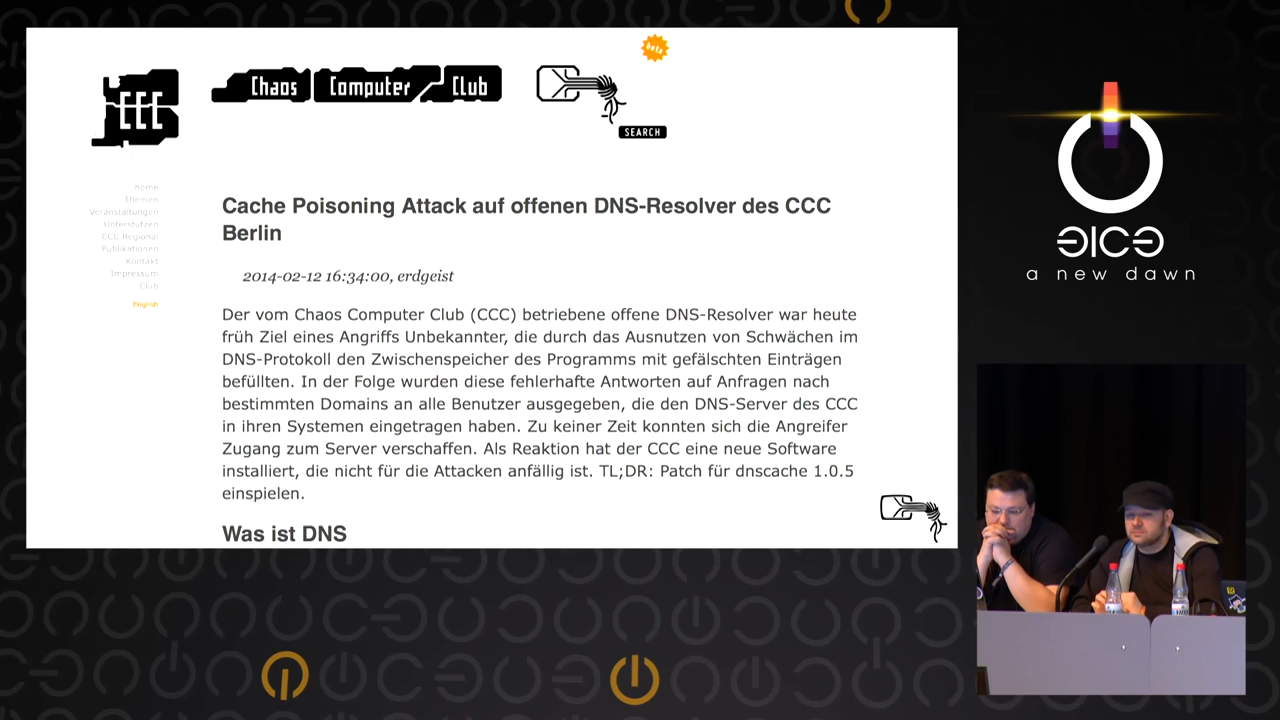 beta
CCC
Chaos Computer Club
SEARCH
home
Themen
Veranstaltungen
Unterstützen
CCC Regional
Publikationen
Kontakt
Impressum
Club
English
Cache Poisoning Attack auf offenen DNS-Resolver des CCC
Berlin
2014-02-12 16:34:00, erdgeist
Der vom Chaos Computer Club (CCC) betriebene offene DNS-Resolver war heute
früh Ziel eines Angriffs Unbekannter, die durch das Ausnutzen von Schwächen im
DNS-Protokoll den Zwischenspeicher des Programms mit gefälschten Einträgen
befüllten. In der Folge wurden diese fehlerhafte Antworten auf Anfragen nach
bestimmten Domains an alle Benutzer ausgegeben, die den DNS-Server des CCC
in ihren Systemen eingetragen haben. Zu keiner Zeit konnten sich die Angreifer
Zugang zum Server verschaffen. Als Reaktion hat der CCC eine neue Software
installiert, die nicht für die Attacken anfällig ist. TL;DR: Patch für dnscache 1.0.5
einspielen.
Was ist DNS
a new dawn